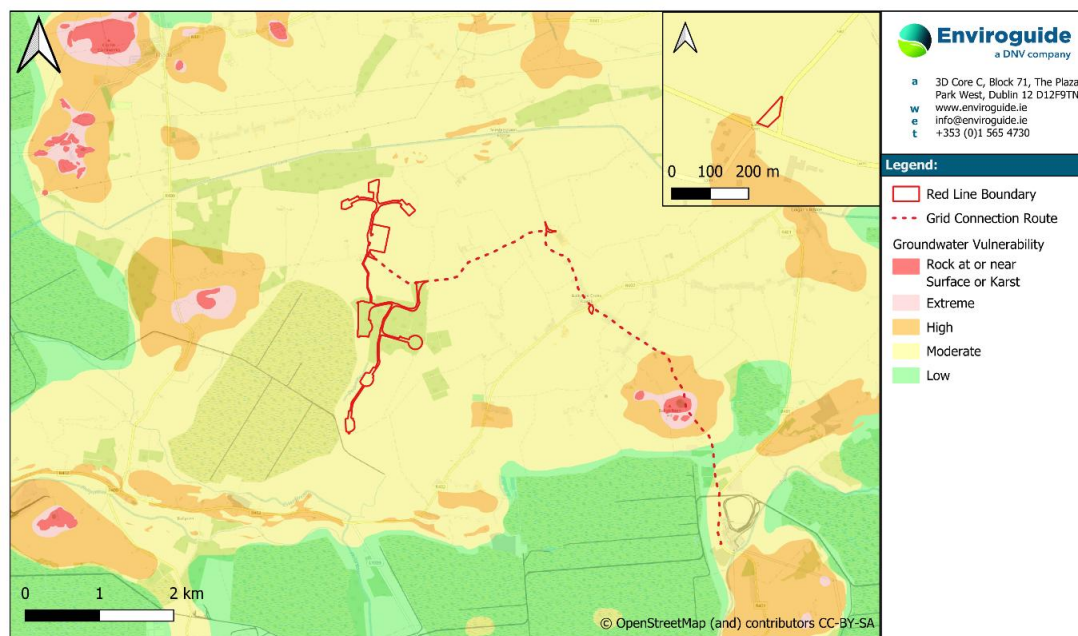 Enviroguide
a DNV company
a 3D Core C, Block 71, The Plaza,
Park West, Dublin 12 D12F9TN
w www.enviroguide.ie
e info@enviroguide.ie
t +353 (0)1 565 4730
Legend:
Red Line Boundary
Grid Connection Route
Groundwater Vulnerability
Rock at or near
Surface or Karst
Extreme
High
Moderate
Low
0 100 200 m
0 1 2 km
© OpenStreetMap (and) contributors CC-BY-SA